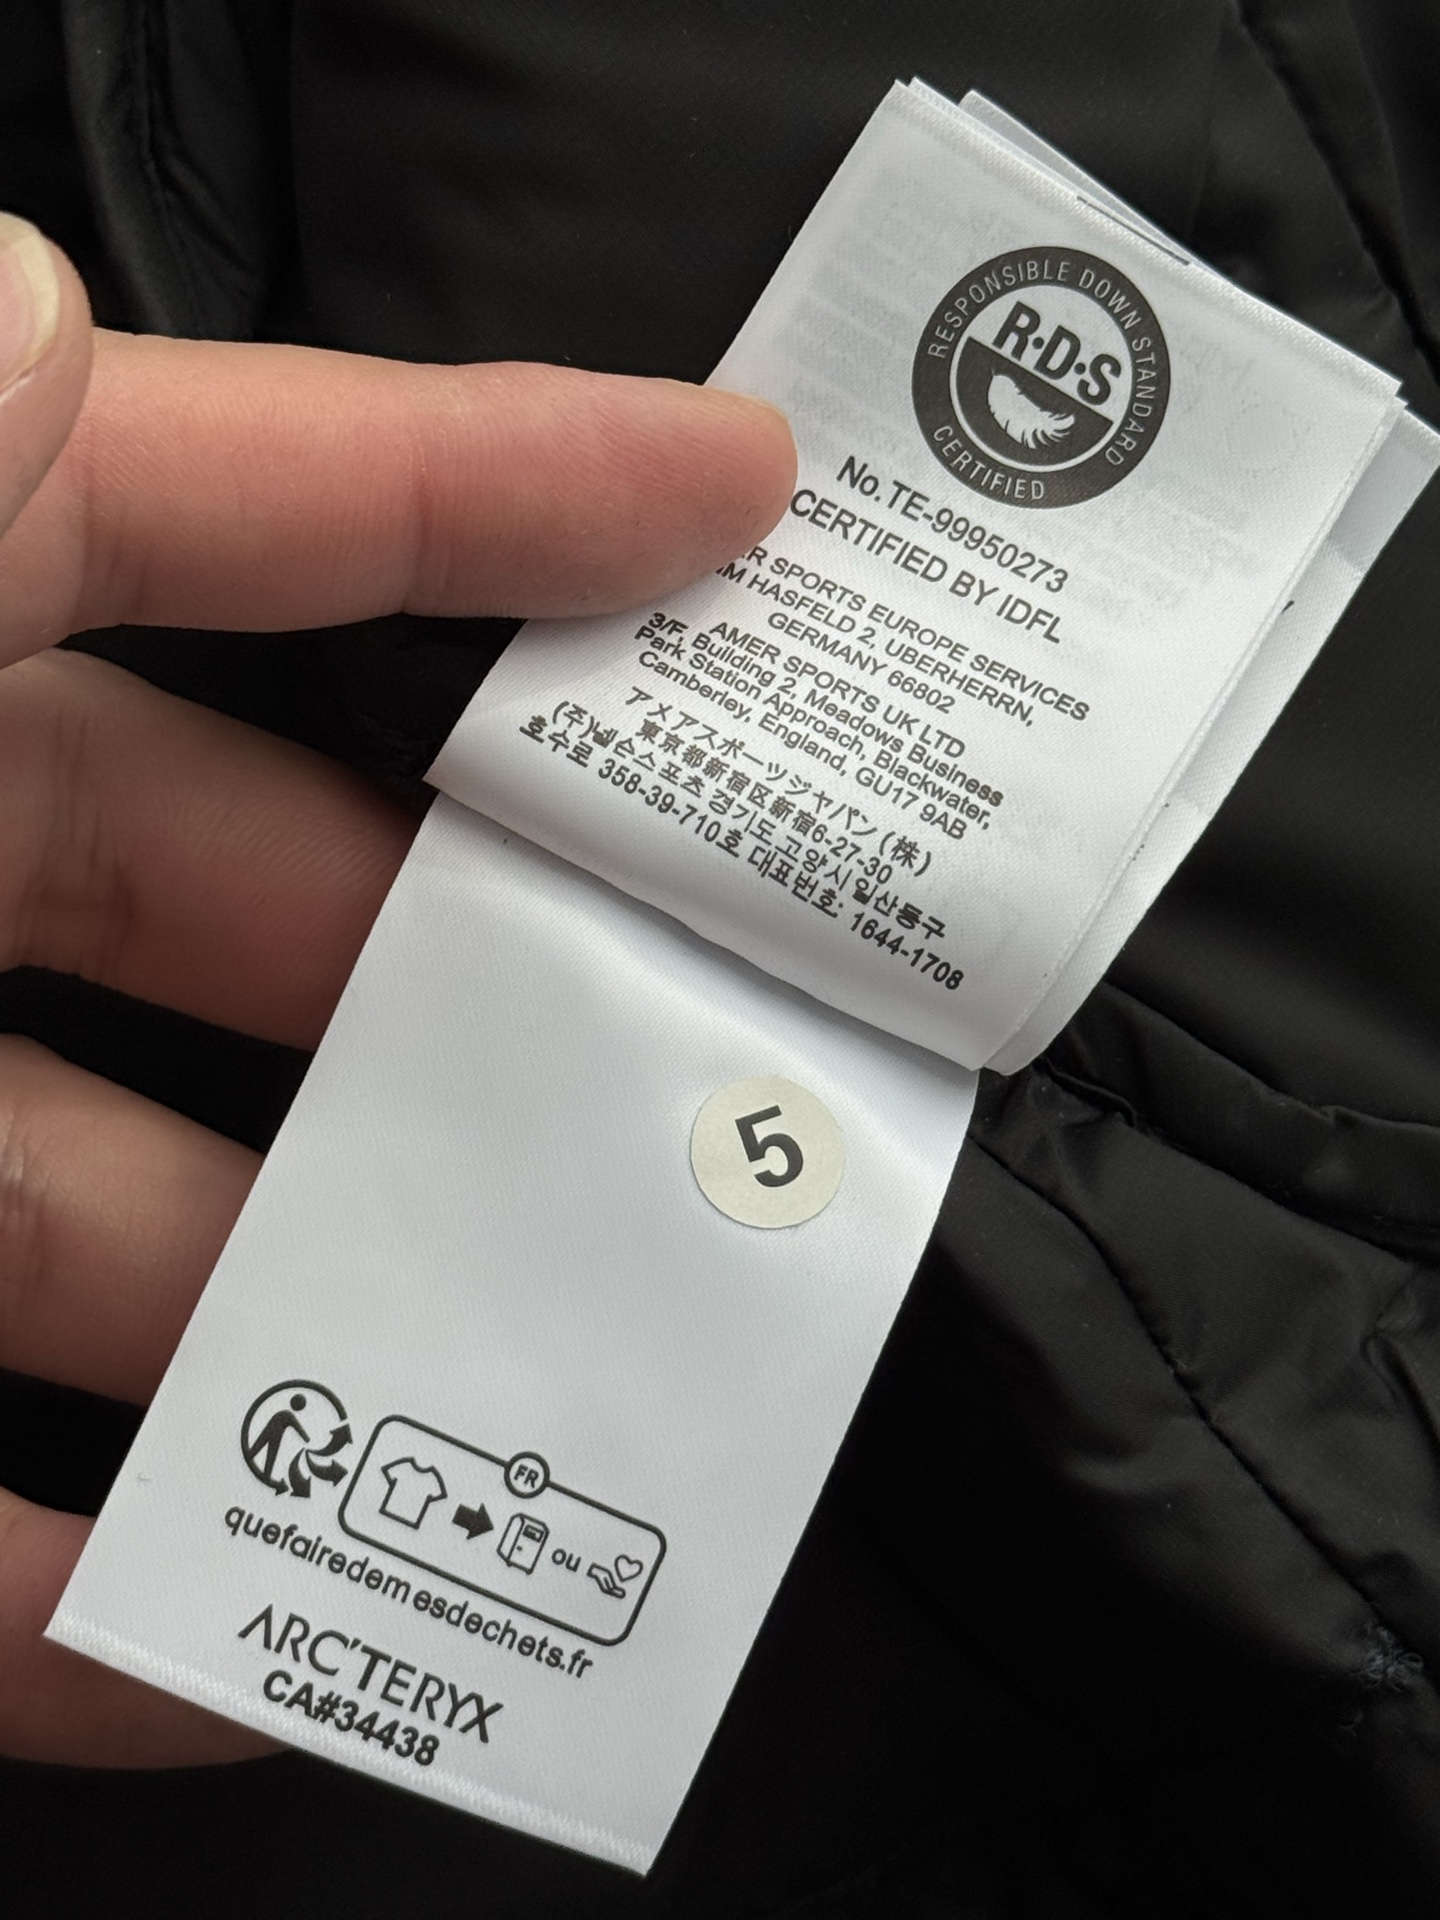 RESPONSIBLE DOWN STANDARD
R·D·S
CERTIFIED
No.TE-99950273
CERTIFIED BY IDFL
SPORTS EUROPE SERVICES
HASFELD 2, UBERHERRN,
GERMANY 66802
AMER SPORTS UK LTD
3/F, Building 2, Meadows Business
Park Station Approach, Blackwater,
Camberley, England, GU17 9AB
アメアスポーツジャパン (株)
東京都新宿区新宿6-27-30
(주)넬슨스포츠 경기도 고양시 일산동구
호수로 358-39-710호 대표번호: 1644-1708
5
FR
ou
quefairedemesdechets.fr
ARC'TERYX
CA#34438